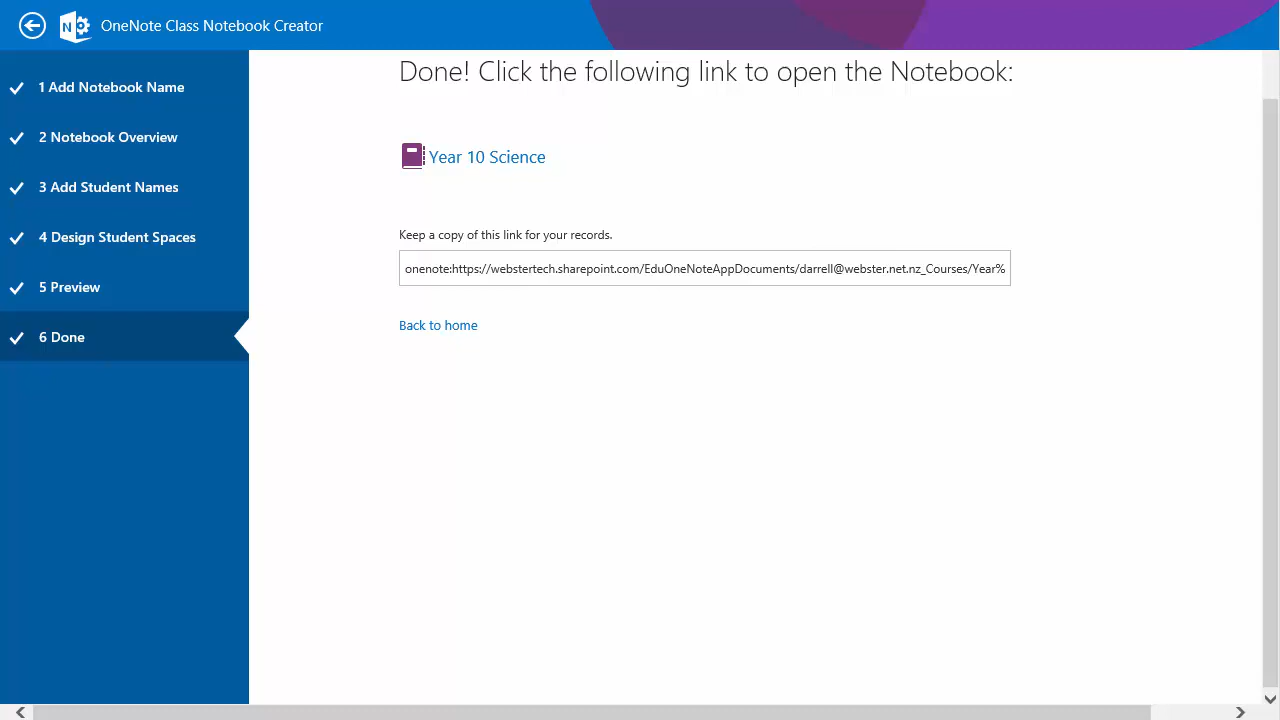 OneNote Class Notebook Creator
1 Add Notebook Name
2 Notebook Overview
3 Add Student Names
4 Design Student Spaces
5 Preview
6 Done
Done! Click the following link to open the Notebook:
Year 10 Science
Keep a copy of this link for your records.
onenote:https://webstertech.sharepoint.com/EduOneNoteAppDocuments/darrell@webster.net.nz_Courses/Year%
Back to home